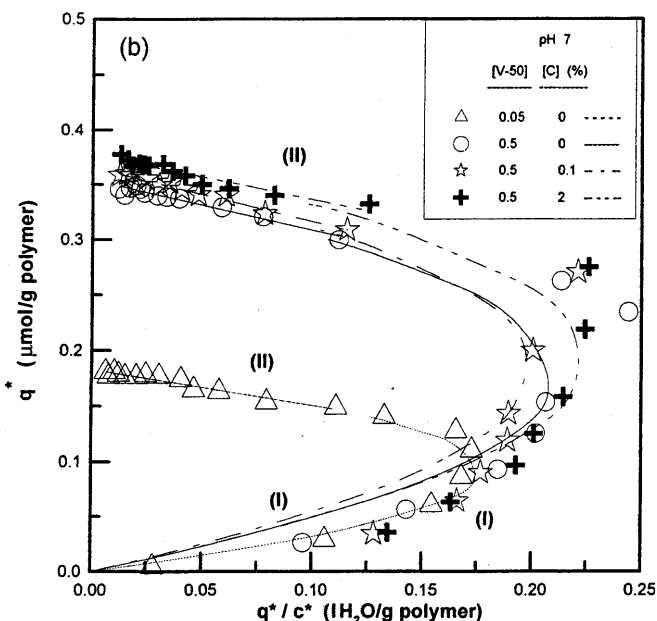 (b)
pH 7
[V-50] [C] (%)
0.05 0
0.5 0
0.5 0.1
0.5 2
0.5
0.4
0.3
0.2
0.1
0.0
q* (μmol/g polymer)
(II)
(II)
(I)
(I)
0.00 0.05 0.10 0.15 0.20 0.25
q*/c* (lH₂O/g polymer)